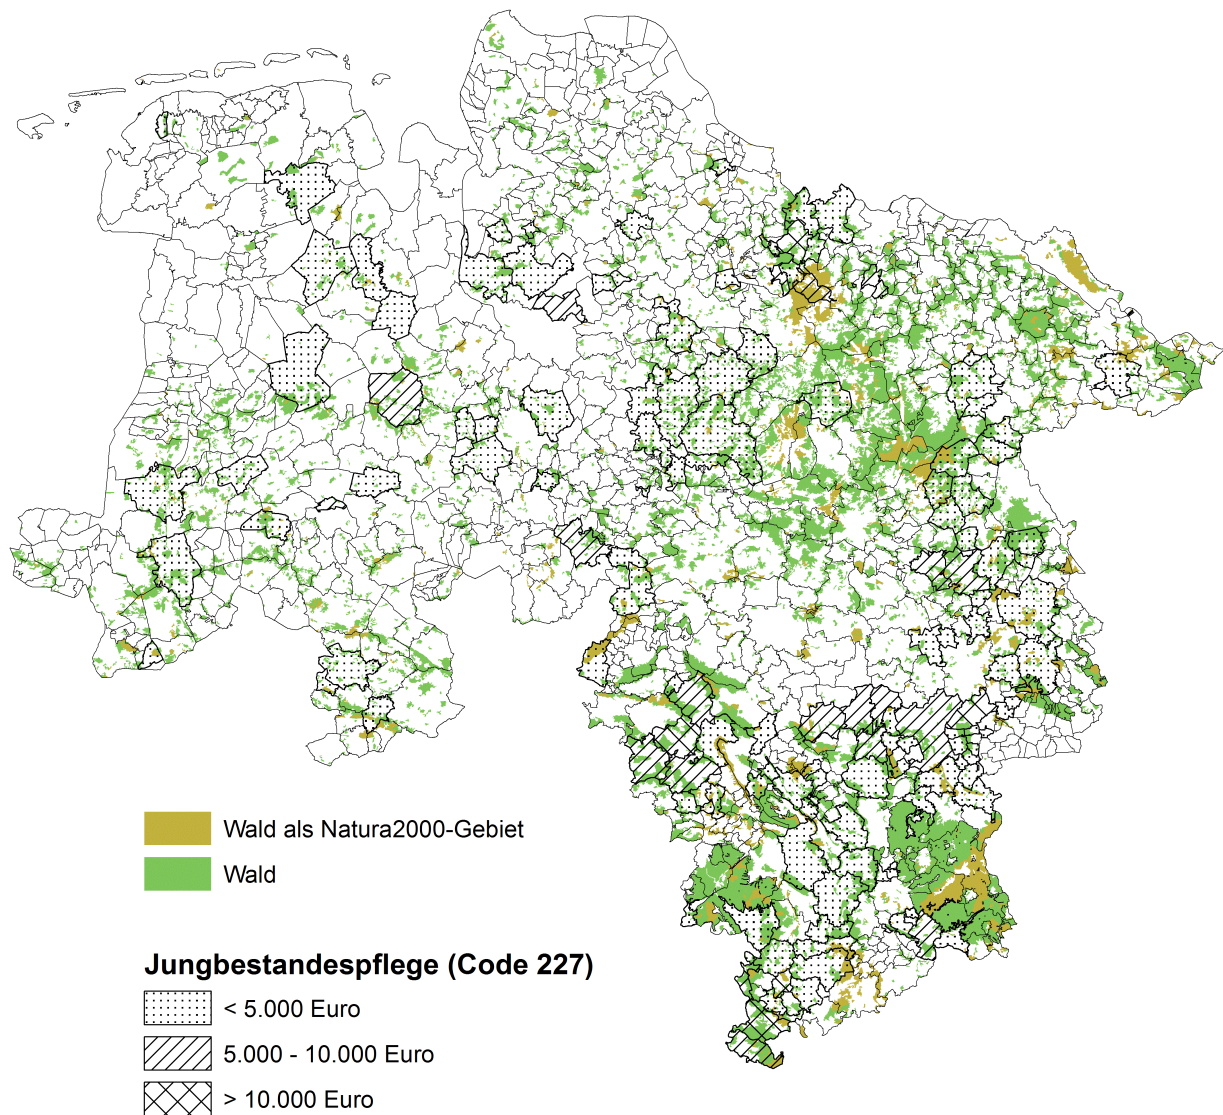 Wald als Natura2000-Gebiet
Wald
Jungbestandespflege (Code 227)
< 5.000 Euro
5.000 - 10.000 Euro
> 10.000 Euro